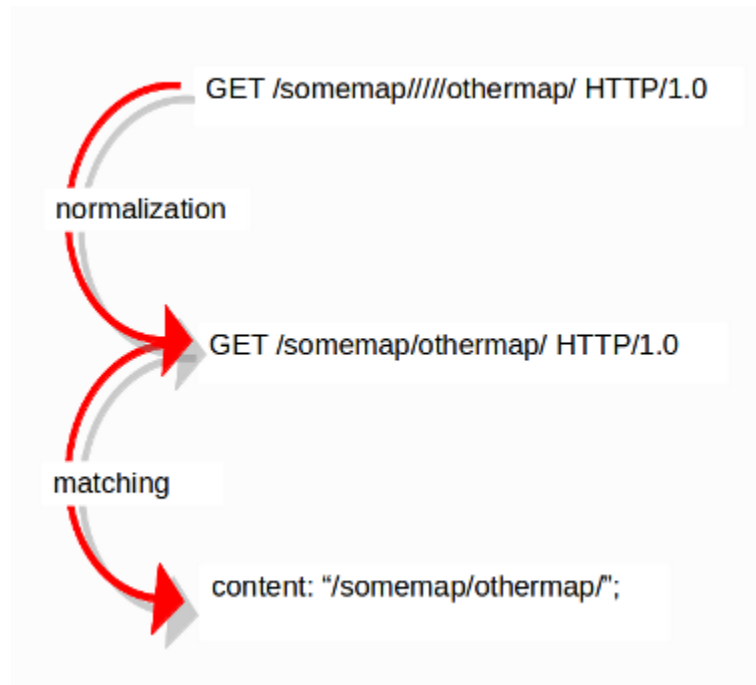 GET /somemap/////othermap/ HTTP/1.0
normalization
GET /somemap/othermap/ HTTP/1.0
matching
content: “/somemap/othermap/”;